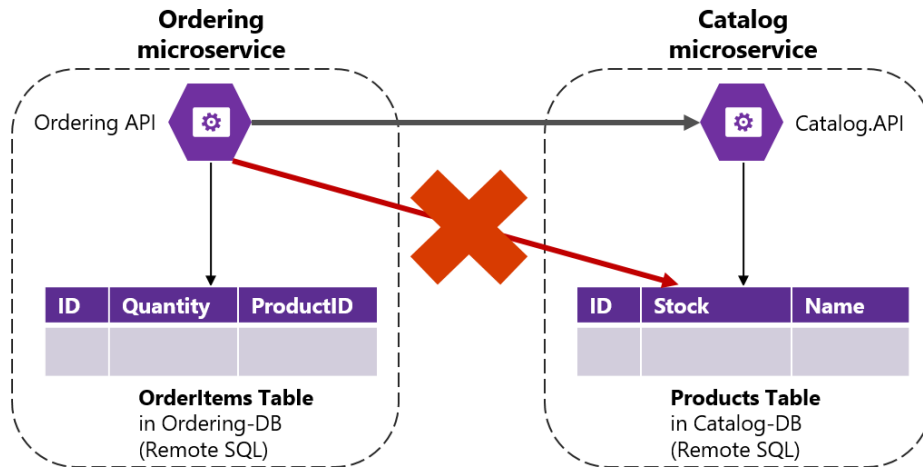 Ordering
microservice
Catalog
microservice
Ordering API
Catalog.API
ID Quantity ProductID
ID Stock Name
OrderItems Table
in Ordering-DB
(Remote SQL)
Products Table
in Catalog-DB
(Remote SQL)